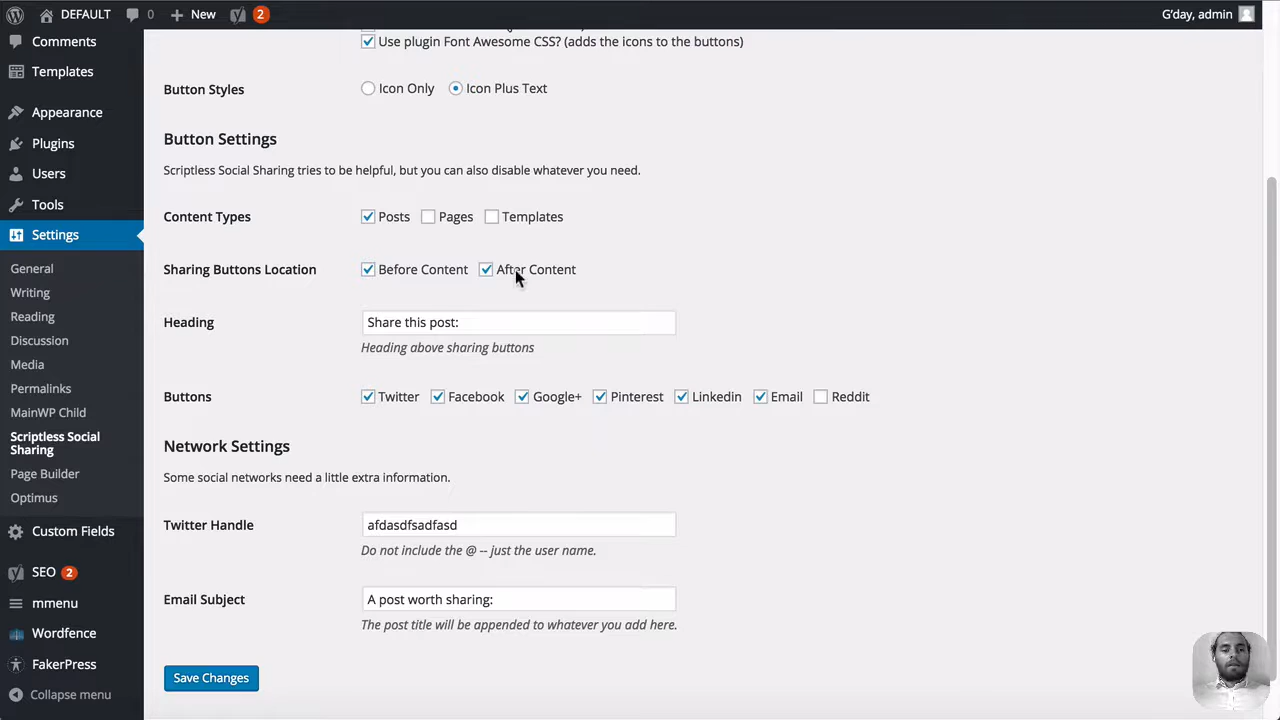 DEFAULT 0 New 2 G'day, admin
Comments
Templates
Appearance
Plugins
Users
Tools
Settings
General
Writing
Reading
Discussion
Media
Permalinks
MainWP Child
Scriptless Social
Sharing
Page Builder
Optimus
Custom Fields
SEO 2
mmenu
Wordfence
FakerPress
Collapse menu
Use plugin Font Awesome CSS? (adds the icons to the buttons)
Button Styles Icon Only Icon Plus Text
Button Settings
Scriptless Social Sharing tries to be helpful, but you can also disable whatever you need.
Content Types Posts Pages Templates
Sharing Buttons Location Before Content After Content
Heading Share this post:
Heading above sharing buttons
Buttons Twitter Facebook Google+ Pinterest Linkedin Email Reddit
Network Settings
Some social networks need a little extra information.
Twitter Handle afdasdfsadfasd
Do not include the @ -- just the user name.
Email Subject A post worth sharing:
The post title will be appended to whatever you add here.
Save Changes